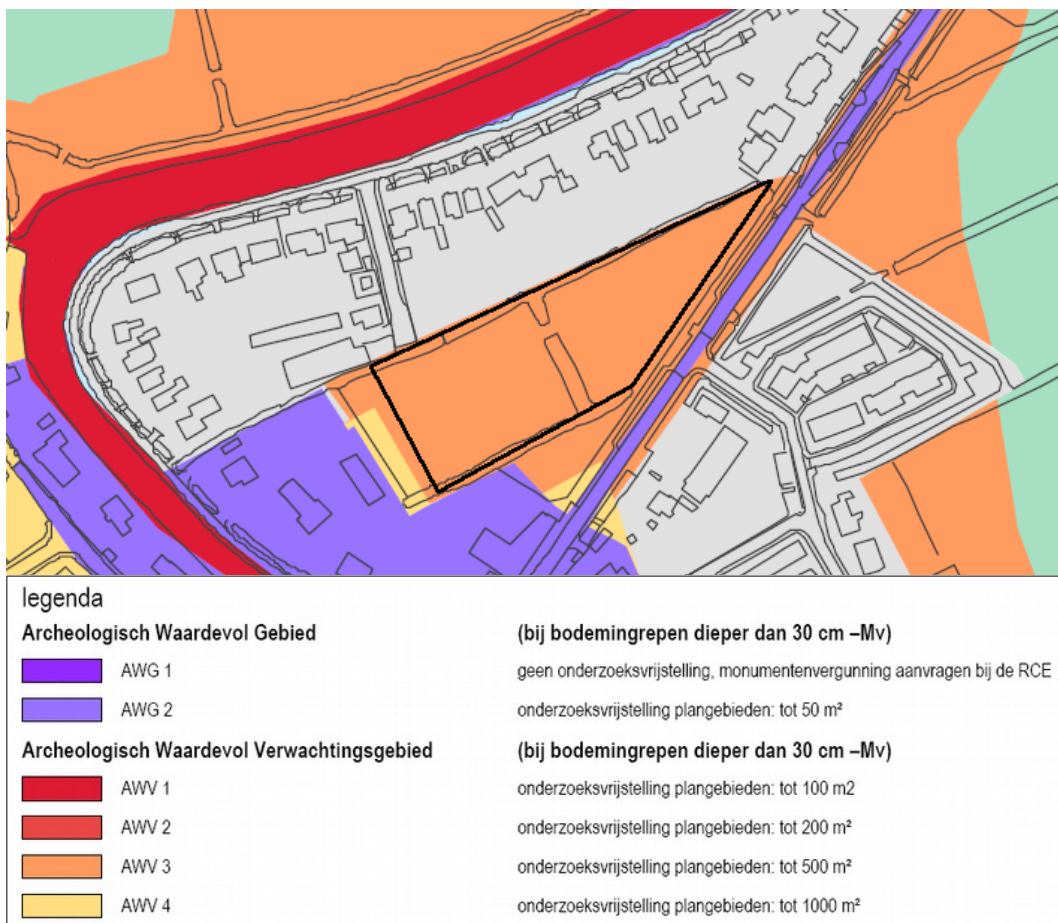 legenda
Archeologisch Waardevol Gebied (bij bodemingrepen dieper dan 30 cm –Mv)
AWG 1 geen onderzoeksvrijstelling, monumentenvergunning aanvragen bij de RCE
AWG 2 onderzoeksvrijstelling plangebieden: tot 50 m²
Archeologisch Waardevol Verwachtingsgebied (bij bodemingrepen dieper dan 30 cm –Mv)
AWV 1 onderzoeksvrijstelling plangebieden: tot 100 m2
AWV 2 onderzoeksvrijstelling plangebieden: tot 200 m²
AWV 3 onderzoeksvrijstelling plangebieden: tot 500 m²
AWV 4 onderzoeksvrijstelling plangebieden: tot 1000 m²